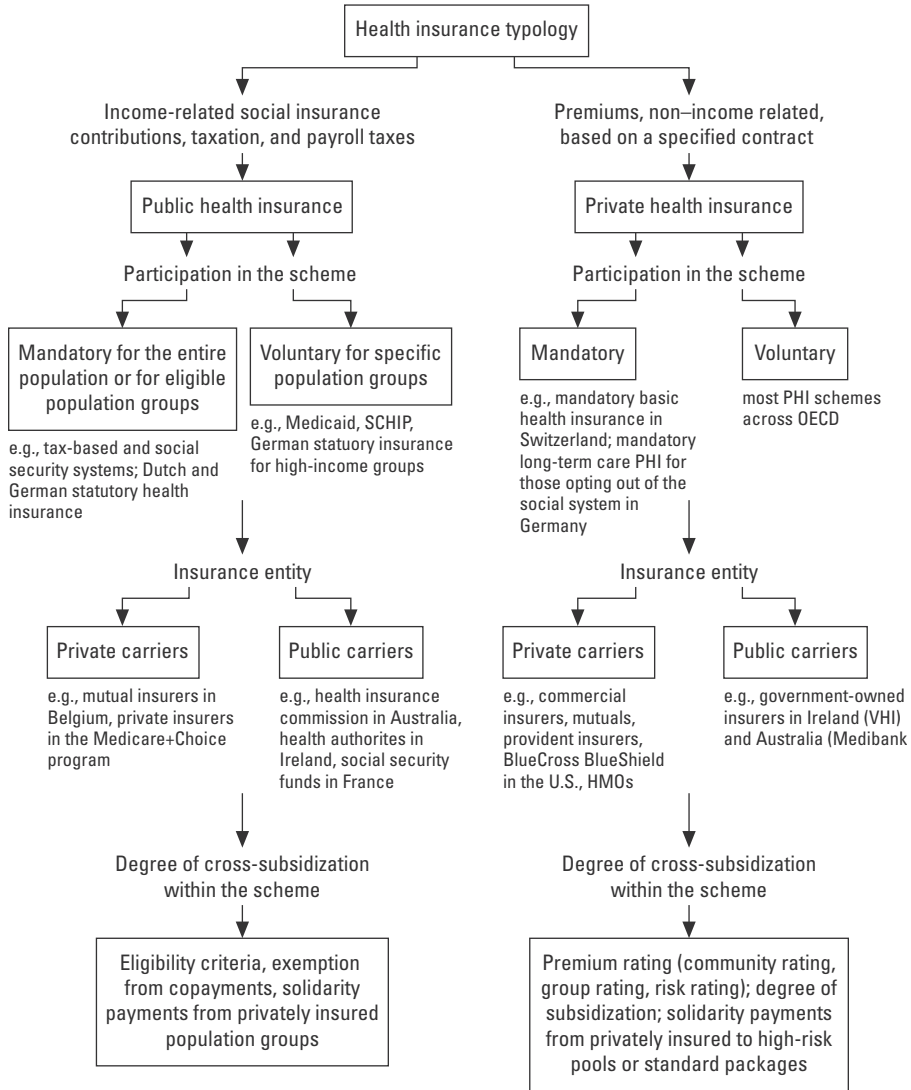 Health insurance typology
Income-related social insurance
contributions, taxation, and payroll taxes
Premiums, non–income related,
based on a specified contract
Public health insurance
Private health insurance
Participation in the scheme
Participation in the scheme
Mandatory for the entire
population or for eligible
population groups
Voluntary for specific
population groups
Mandatory
Voluntary
e.g., tax-based and social
security systems; Dutch and
German statutory health
insurance
e.g., Medicaid, SCHIP,
German statuory insurance
for high-income groups
e.g., mandatory basic
health insurance in
Switzerland; mandatory
long-term care PHI for
those opting out of the
social system in
Germany
most PHI schemes
across OECD
Insurance entity
Insurance entity
Private carriers
Public carriers
Private carriers
Public carriers
e.g., mutual insurers in
Belgium, private insurers
in the Medicare+Choice
program
e.g., health insurance
commission in Australia,
health authorites in
Ireland, social security
funds in France
e.g., commercial
insurers, mutuals,
provident insurers,
BlueCross BlueShield
in the U.S., HMOs
e.g., government-owned
insurers in Ireland (VHI)
and Australia (Medibank
Degree of cross-subsidization
within the scheme
Degree of cross-subsidization
within the scheme
Eligibility criteria, exemption
from copayments, solidarity
payments from privately insured
population groups
Premium rating (community rating,
group rating, risk rating); degree of
subsidization; solidarity payments
from privately insured to high-risk
pools or standard packages